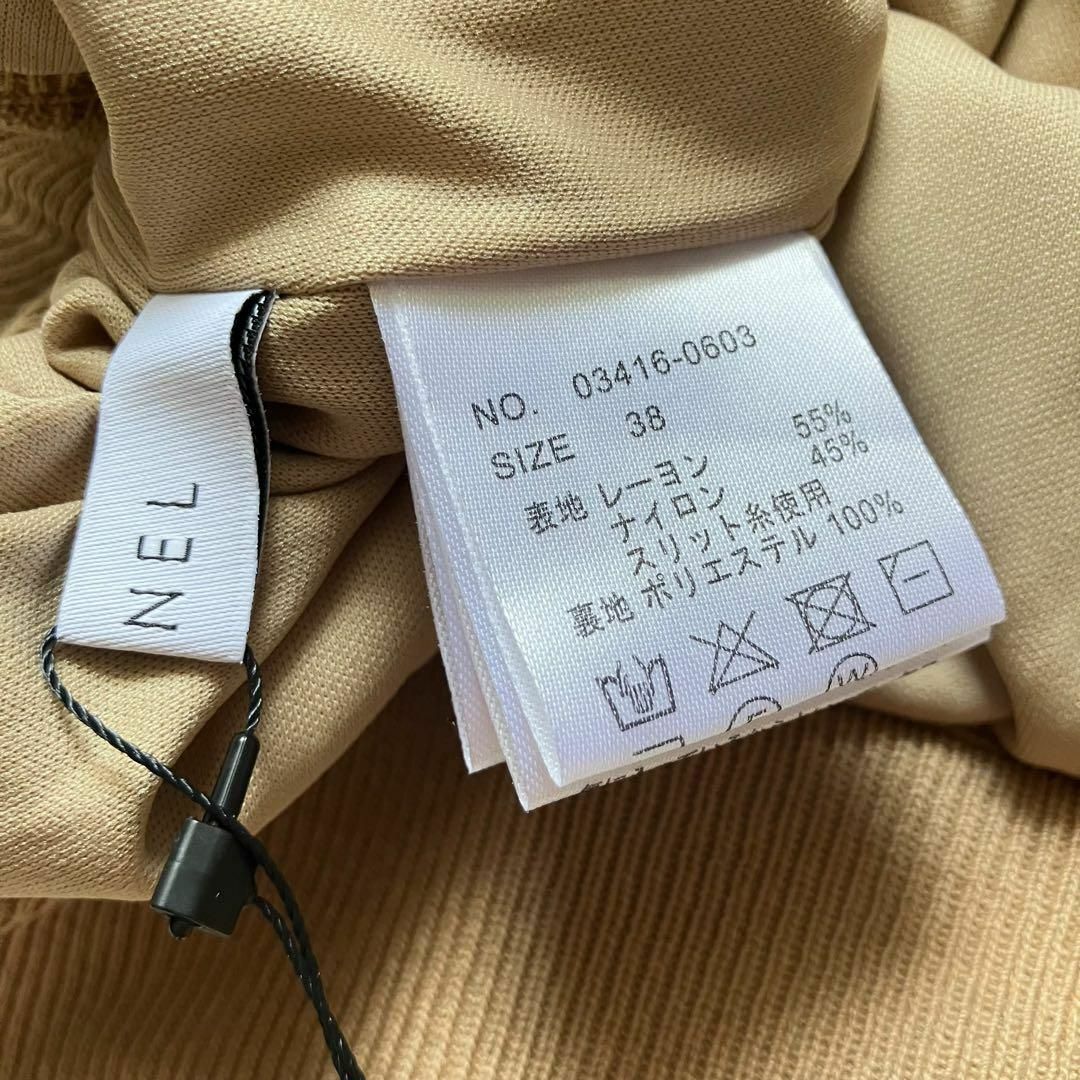 NEL
NO. 03416-0603
SIZE 38
表地 レーヨン 55%
ナイロン 45%
スリット糸使用
裏地 ポリエステル 100%
W